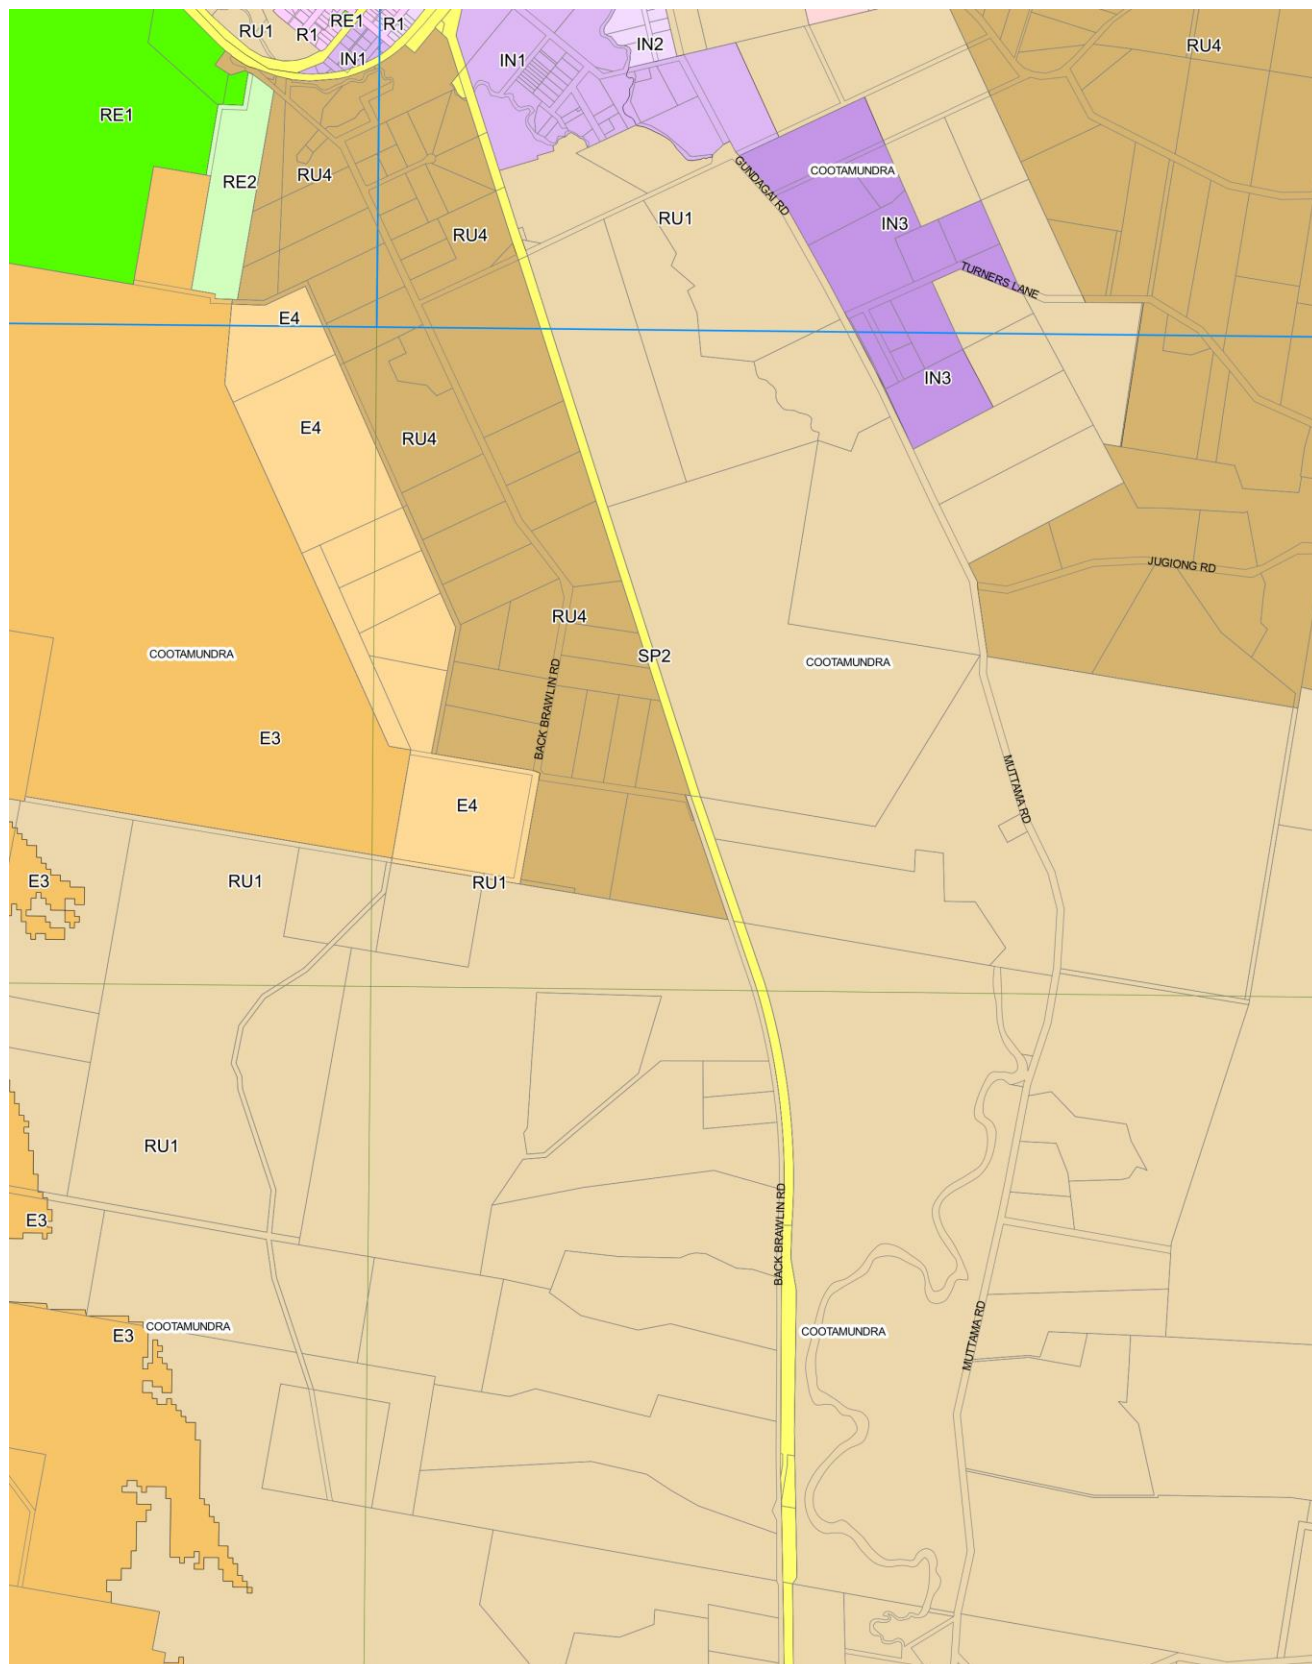 RE1
RU1
R1
R1
IN1
IN1
IN2
RU4
RE1
RE2
RU4
RU4
RU1
GUNDAGAI RD
COOTAMUNDRA
IN3
TURNERS LANE
E4
IN3
E4
RU4
JUGIONG RD
RU4
COOTAMUNDRA
SP2
COOTAMUNDRA
BACK BRAWLIN RD
E3
MUTTAMA RD
E4
E3
RU1
RU1
RU1
BACK BRAWLIN RD
E3
E3
COOTAMUNDRA
COOTAMUNDRA
MUTTAMA RD